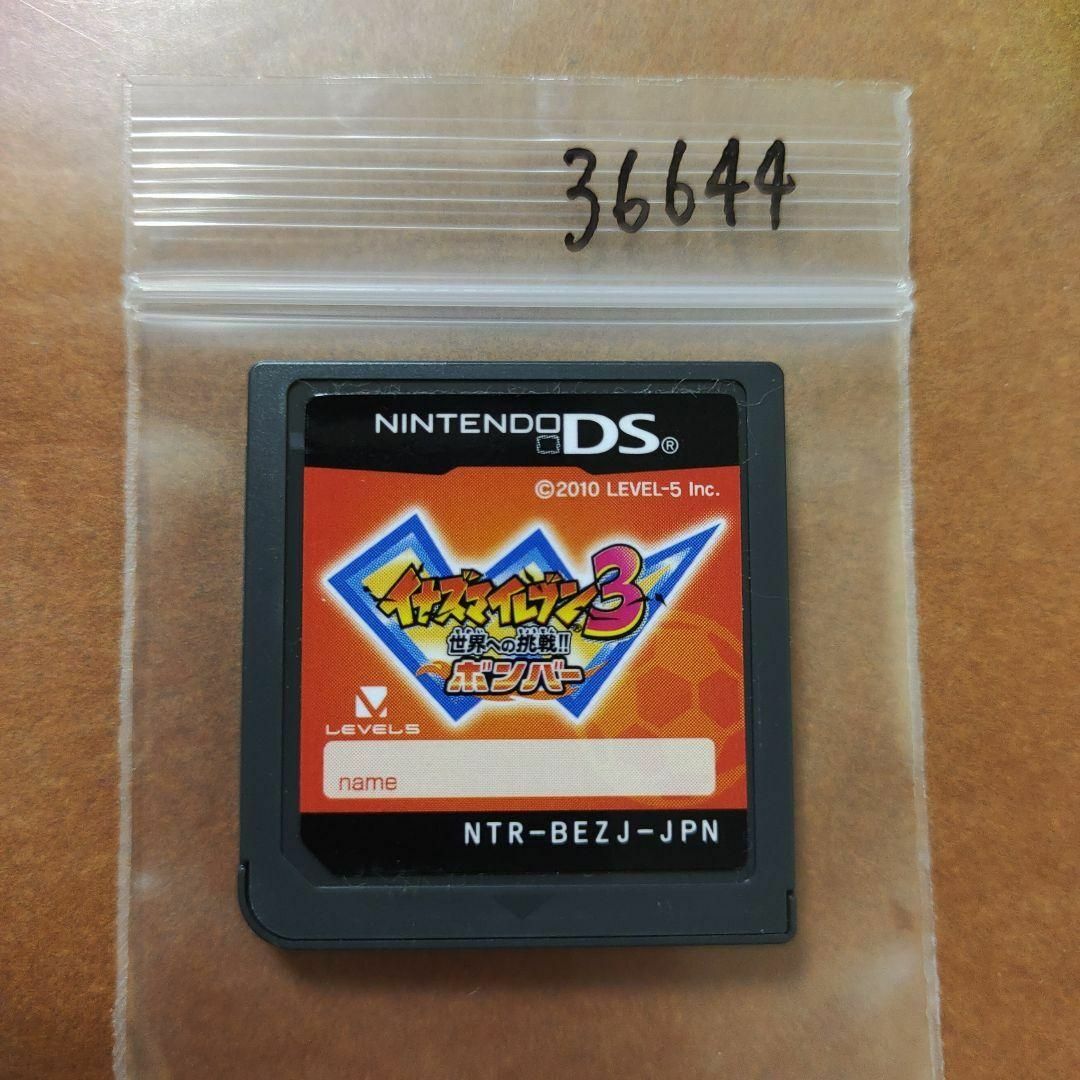 36644
NINTENDO DS®
©2010 LEVEL-5 Inc.
イナズマイレブン3
世界への挑戦!!
ボンバー
LEVEL5
name
NTR-BEZJ-JPN